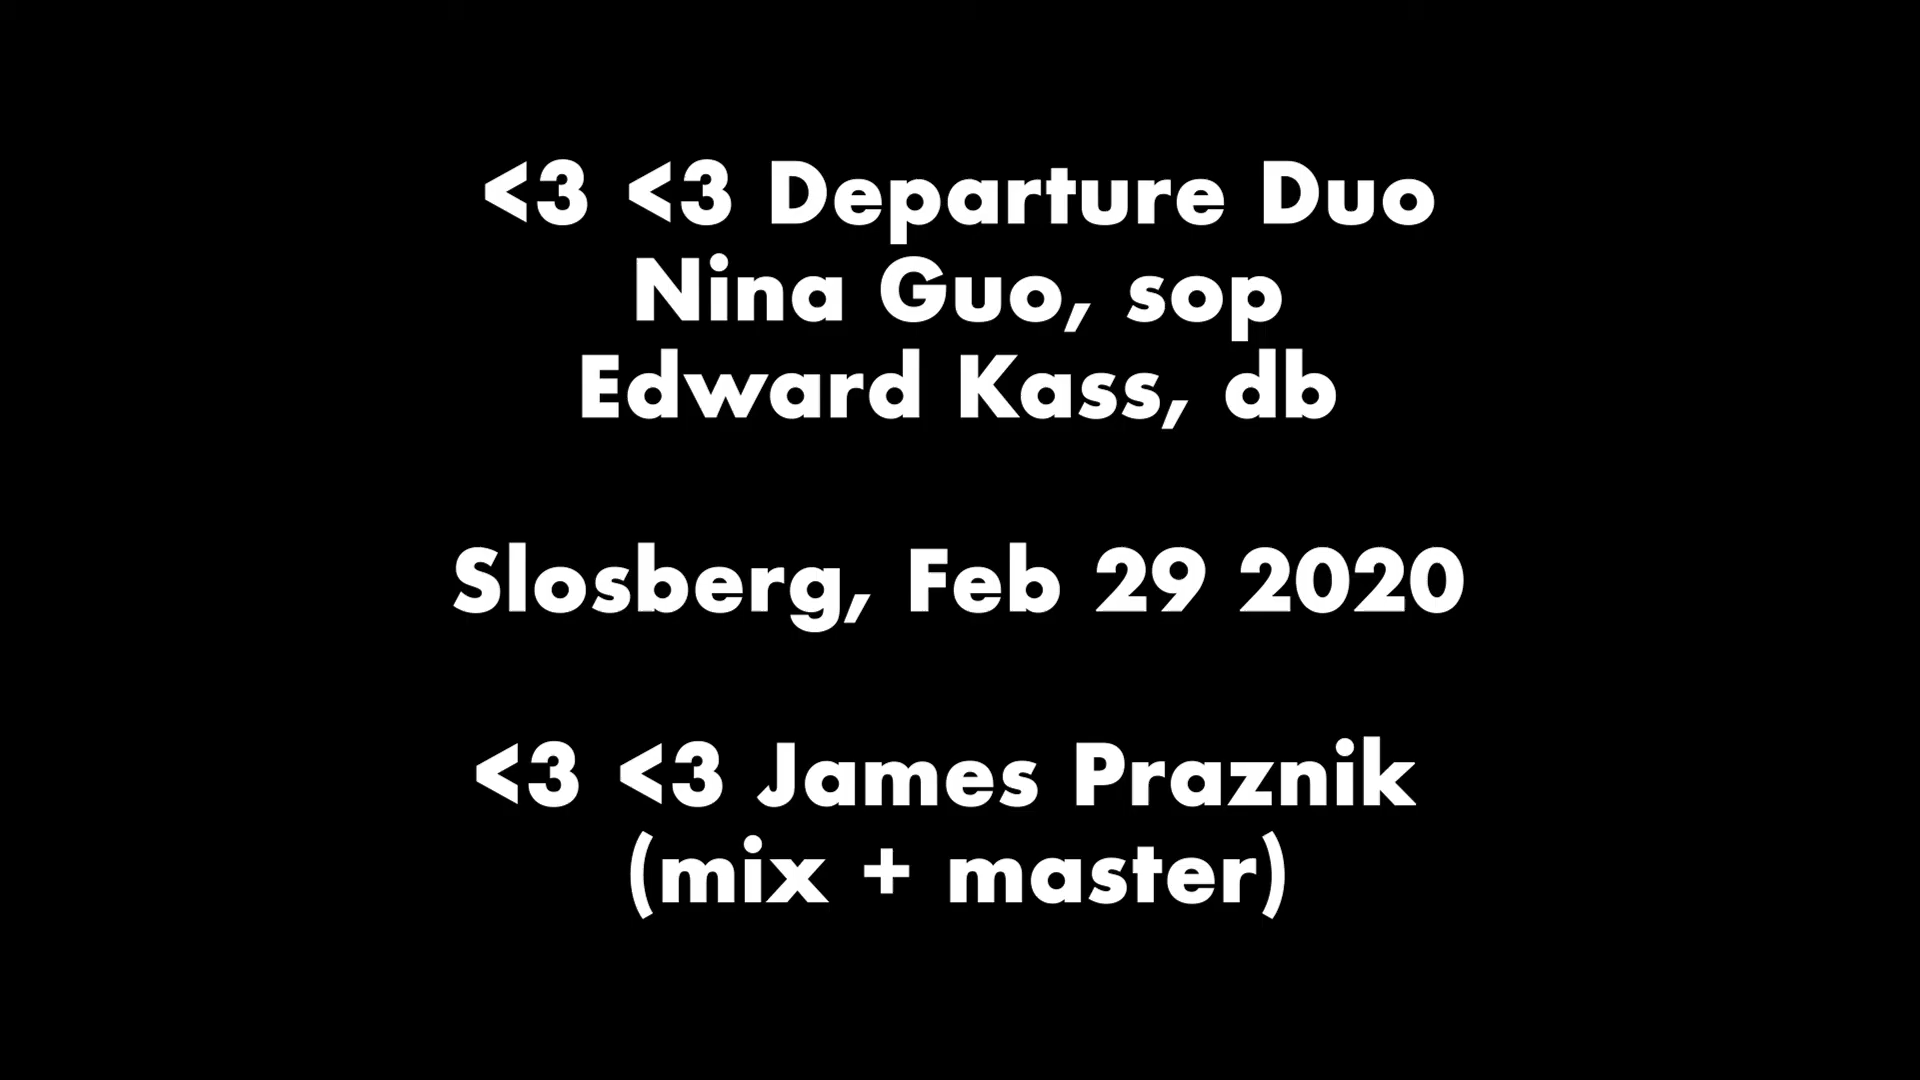 <3 <3 Departure Duo
Nina Guo, sop
Edward Kass, db
Slosberg, Feb 29 2020
<3 <3 James Praznik
(mix + master)